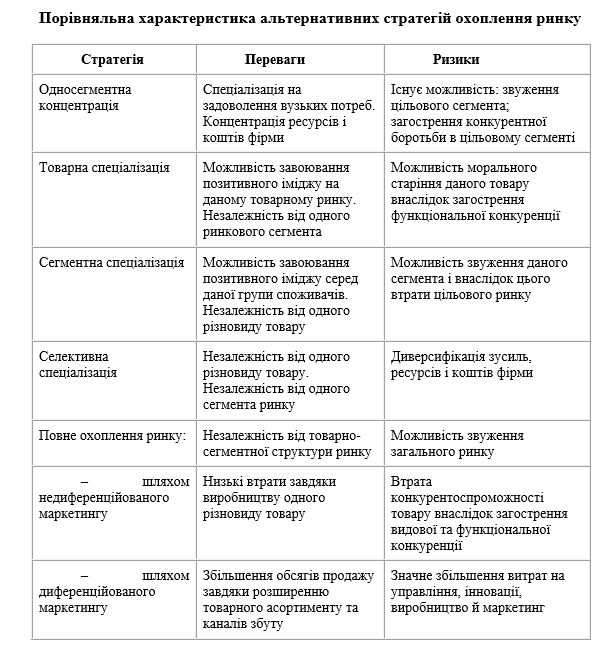 Порівняльна характеристика альтернативних стратегій охоплення ринку
Стратегія
Переваги
Ризики
Односегментна
концентрація
Спеціалізація на
задоволення вузьких потреб.
Концентрація ресурсів і
коштів фірми
Існує можливість: звуження
цільового сегмента;
загострення конкурентної
боротьби в цільовому сегменті
Товарна спеціалізація
Можливість завоювання
позитивного іміджу на
даному товарному ринку.
Незалежність від одного
ринкового сегмента
Можливість морального
старіння даного товару
внаслідок загострення
функціональної конкуренції
Сегментна спеціалізація
Можливість завоювання
позитивного іміджу серед
даної групи споживачів.
Незалежність від одного
різновиду товару
Можливість звуження даного
сегмента і внаслідок цього
втрати цільового ринку
Селективна
спеціалізація
Незалежність від одного
різновиду товару.
Незалежність від одного
сегмента ринку
Диверсифікація зусиль,
ресурсів і коштів фірми
Повне охоплення ринку:
Незалежність від товарно-
сегментної структури ринку
Можливість звуження
загального ринку
– шляхом
недиференційованого
маркетингу
Низькі втрати завдяки
виробництву одного
різновиду товару
Втрата
конкурентоспроможності
товару внаслідок загострення
видової та функціональної
конкуренції
– шляхом
диференційованого
маркетингу
Збільшення обсягів продажу
завдяки розширенню
товарного асортименту та
каналів збуту
Значне збільшення витрат на
управління, інновації,
виробництво й маркетинг